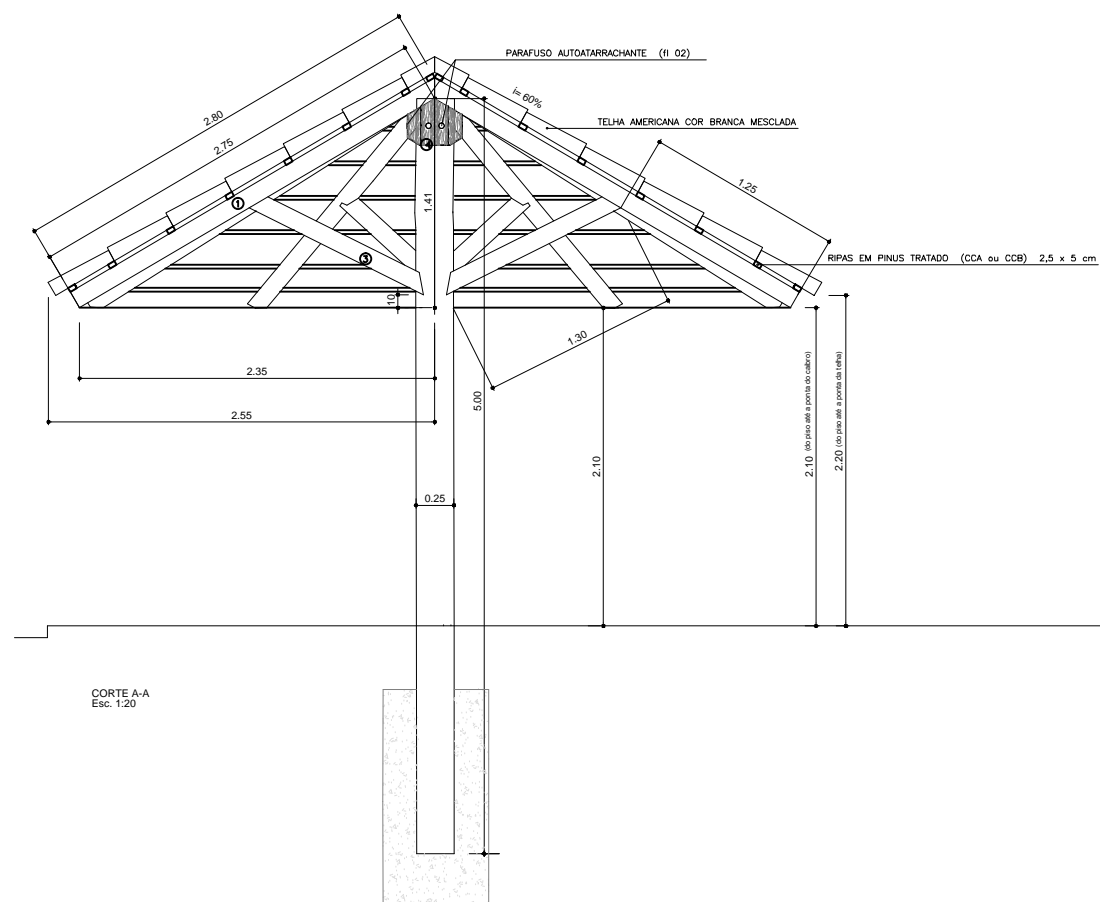 PARAFUSO AUTOATARRACHANTE (fl 02)
i= 60%
TELHA AMERICANA COR BRANCA MESCLADA
2.80
2.75
1.25
1
4
1.41
3
RIPAS EM PINUS TRATADO (CCA ou CCB) 2,5 x 5 cm
10
1.30
2.35
2.55
5.00
0.25
2.10
2.10 (do piso até a ponta do caibro)
2.20 (do piso até a ponta da telha)
CORTE A-A
Esc. 1:20